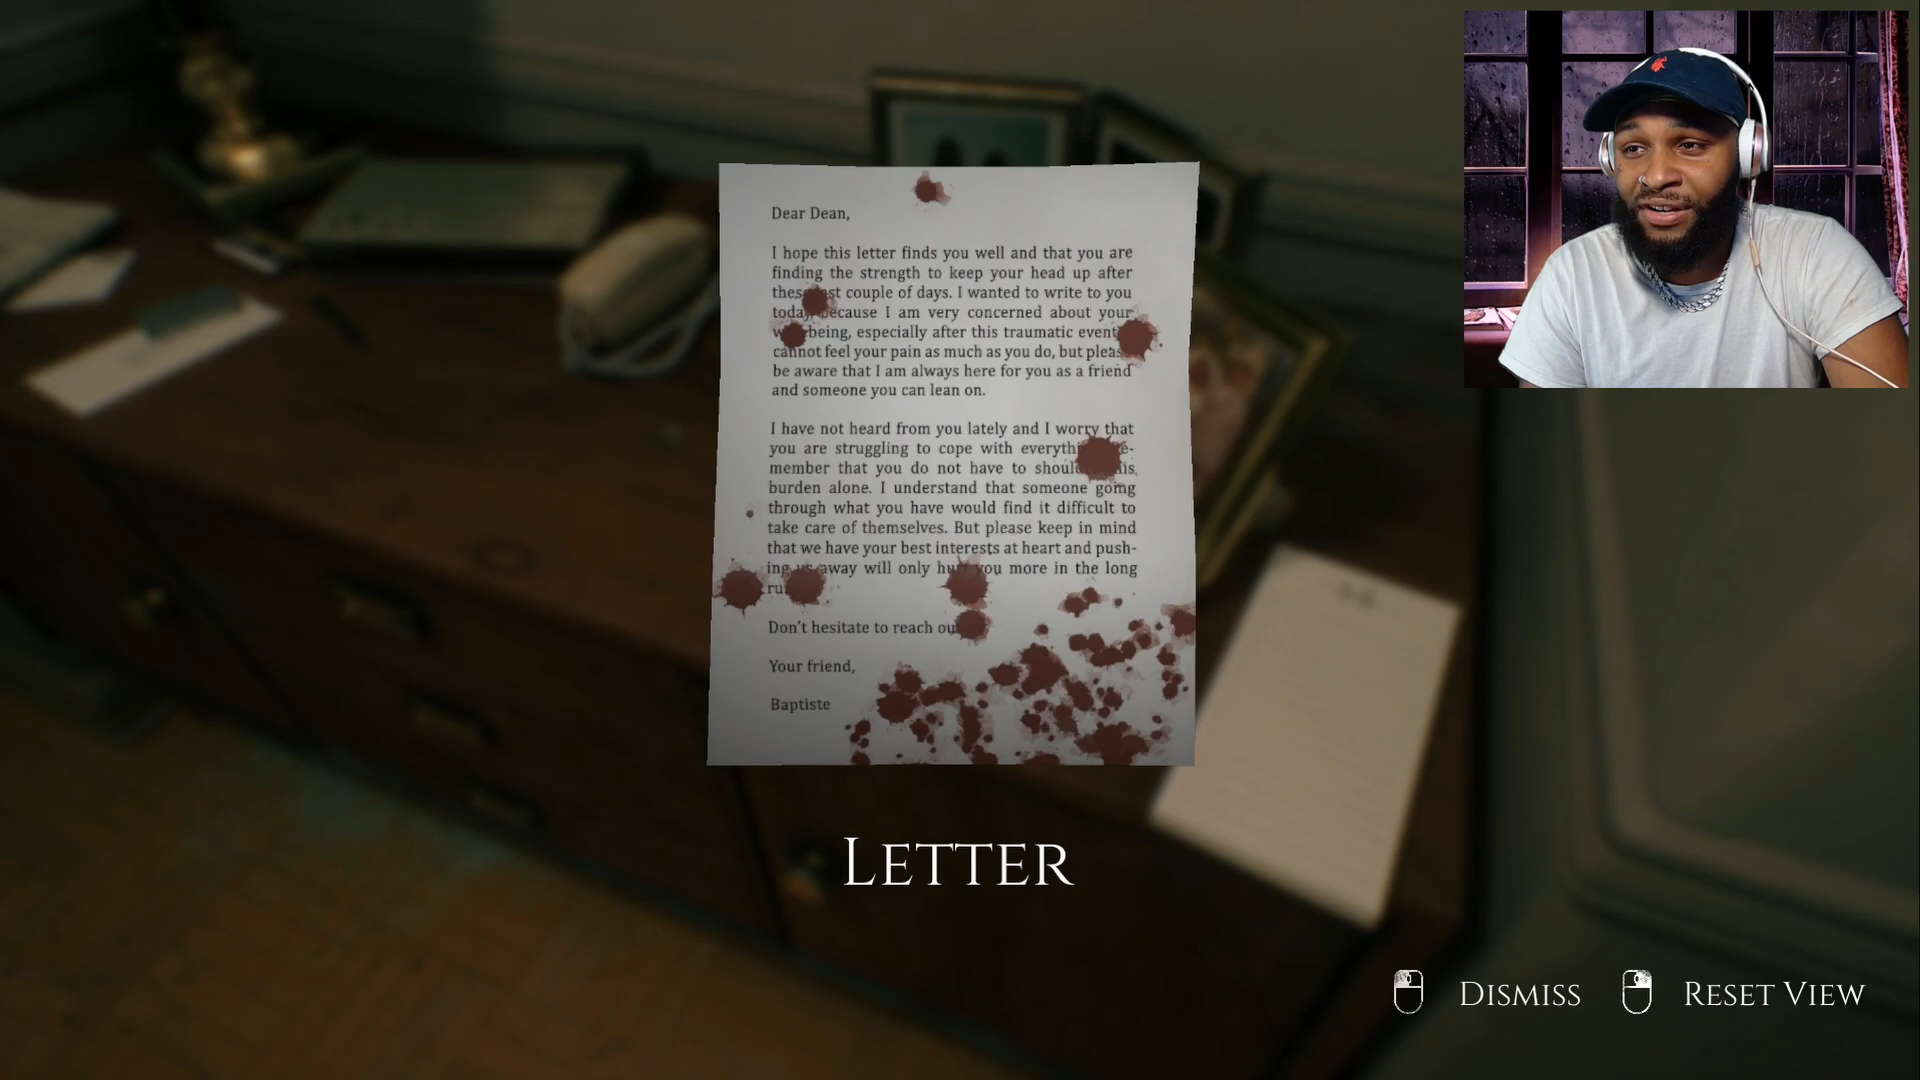 Dear Dean,
I hope this letter finds you well and that you are
finding the strength to keep your head up after
couple of days. I wanted to write to you
because I am very concerned about your
being, especially after this traumatic event
cannot feel your pain as much as you do, but
be aware that I am always here for you as a friend
and someone you can lean on.
I have not heard from you lately and I worry that
you are struggling to cope with
member that you do not have to
burden alone. I understand that someone going
through what you have would find it difficult to
take care of themselves. But please keep in mind
that we have your best interests at heart and push-
ing us away will only hurt you more in the long
Don't hesitate to reach
Your friend,
Baptiste
LETTER
DISMISS RESET VIEW